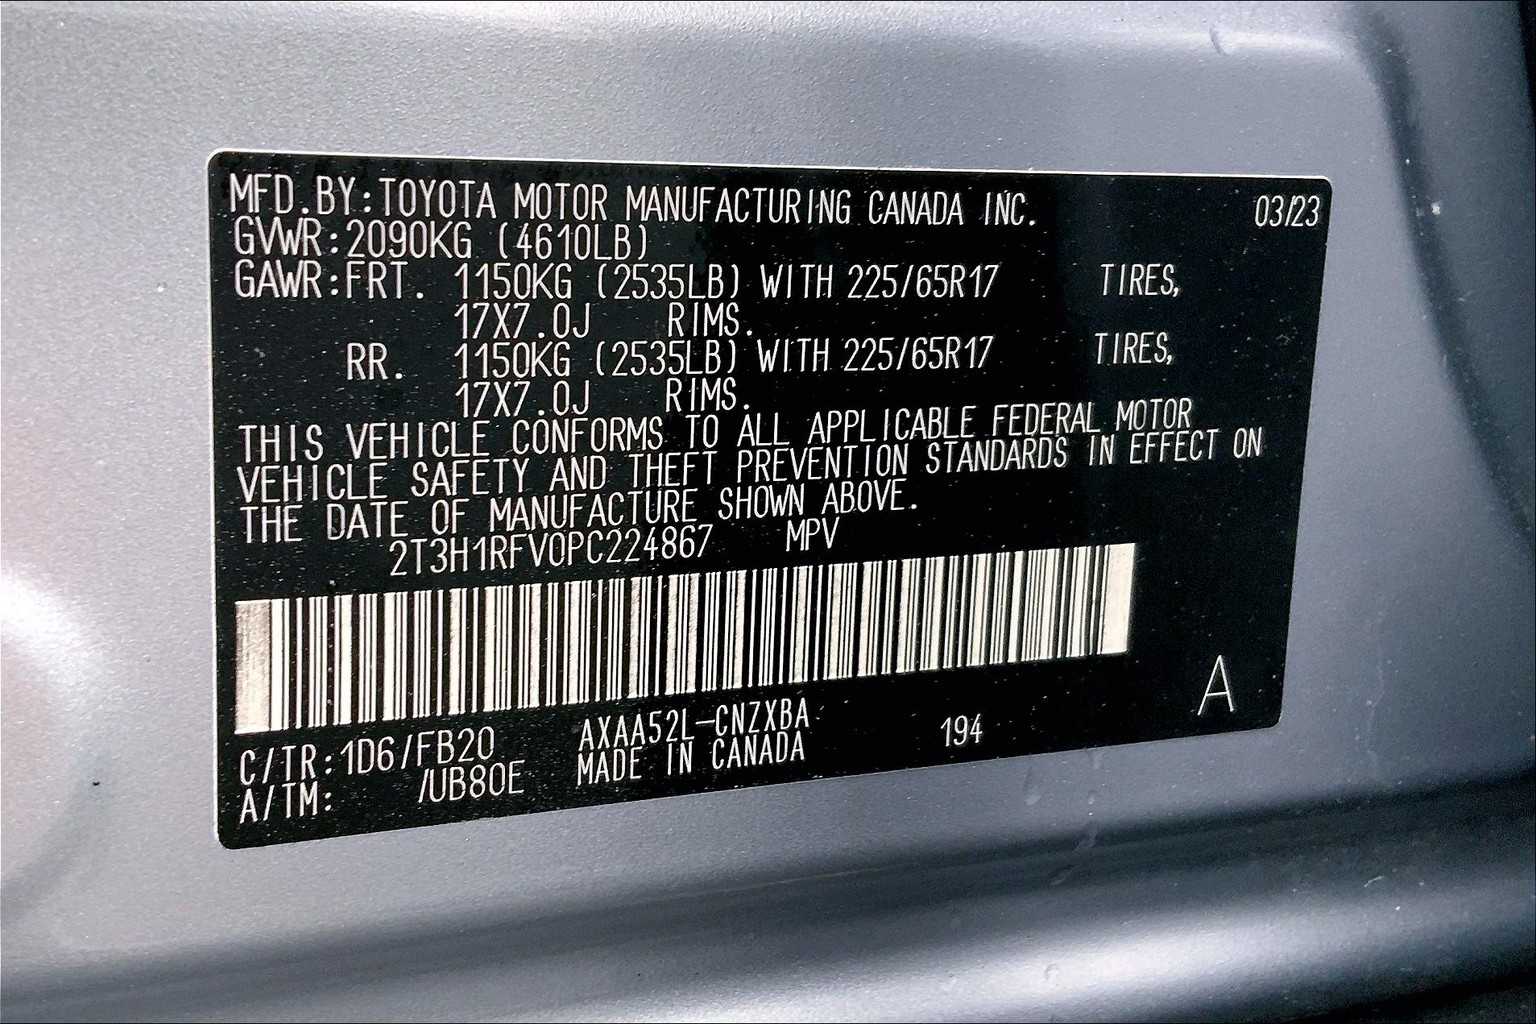 MFD.BY:TOYOTA MOTOR MANUFACTURING CANADA INC. 03/23
GVWR:2090KG (4610LB)
GAWR:FRT. 1150KG (2535LB) WITH 225/65R17 TIRES,
17X7.0J RIMS.
RR. 1150KG (2535LB) WITH 225/65R17 TIRES,
17X7.0J RIMS.
THIS VEHICLE CONFORMS TO ALL APPLICABLE FEDERAL MOTOR
VEHICLE SAFETY AND THEFT PREVENTION STANDARDS IN EFFECT ON
THE DATE OF MANUFACTURE SHOWN ABOVE.
2T3H1RFV0PC224867 MPV
A
C/TR:1D6/FB20 AXAA52L-CNZXBA 194
A/TM: /UB80E MADE IN CANADA